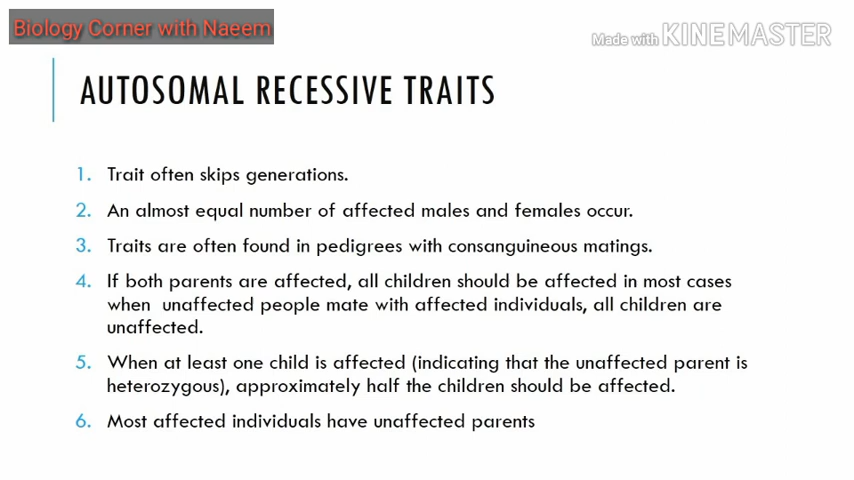 Biology Corner with Naeem
Made with KINEMASTER
AUTOSOMAL RECESSIVE TRAITS
1. Trait often skips generations.
2. An almost equal number of affected males and females occur.
3. Traits are often found in pedigrees with consanguineous matings.
4. If both parents are affected, all children should be affected in most cases
when unaffected people mate with affected individuals, all children are
unaffected.
5. When at least one child is affected (indicating that the unaffected parent is
heterozygous), approximately half the children should be affected.
6. Most affected individuals have unaffected parents